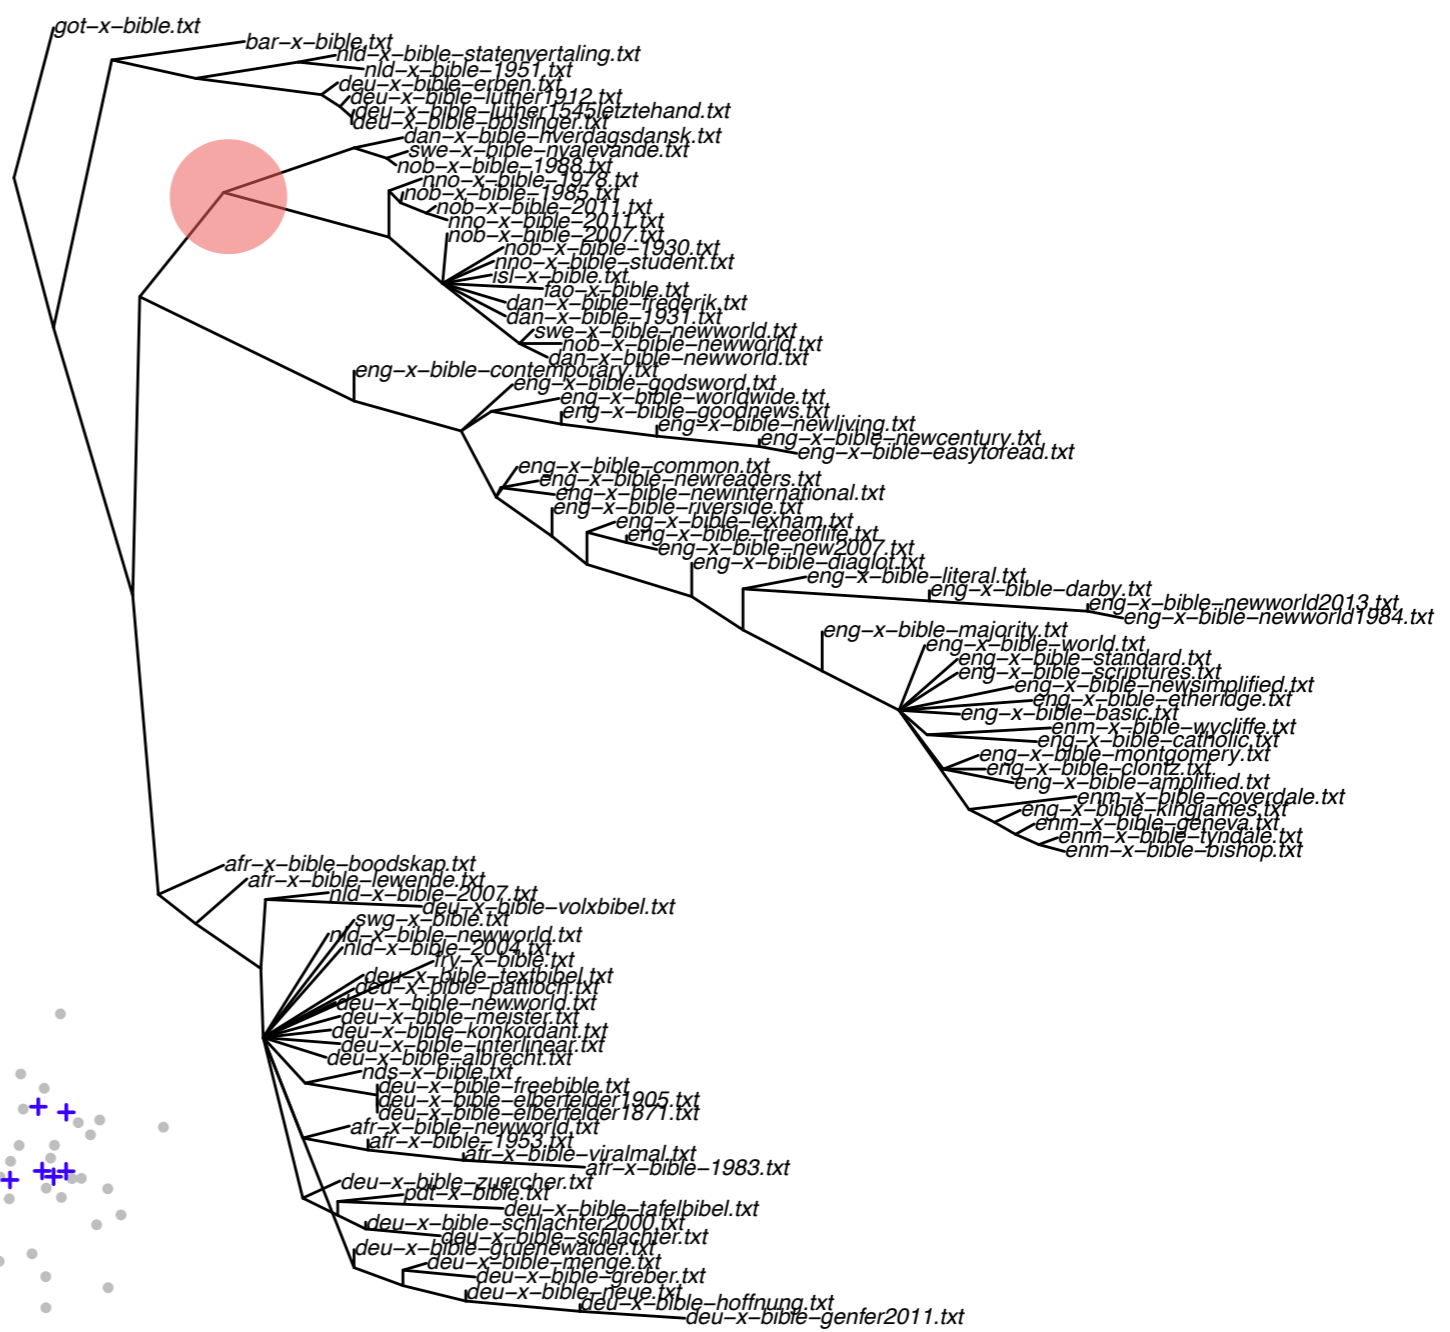 got−x−bible.txt
bar−x−bible.txt
nld−x−bible−statenvertaling.txt
nld−x−bible−1951.txt
deu−x−bible−erben.txt
deu−x−bible−luther1912.txt
deu−x−bible−luther1545letztehand.txt
deu−x−bible−bolsinger.txt
dan−x−bible−hverdagsdansk.txt
swe−x−bible−nyalevande.txt
nob−x−bible−1988.txt
nno−x−bible−1978.txt
nob−x−bible−1985.txt
nob−x−bible−2011.txt
nno−x−bible−2011.txt
nob−x−bible−2007.txt
nob−x−bible−1930.txt
nno−x−bible−student.txt
isl−x−bible.txt
fao−x−bible.txt
dan−x−bible−frederik.txt
dan−x−bible−1931.txt
swe−x−bible−newworld.txt
nob−x−bible−newworld.txt
dan−x−bible−newworld.txt
eng−x−bible−contemporary.txt
eng−x−bible−godsword.txt
eng−x−bible−worldwide.txt
eng−x−bible−goodnews.txt
eng−x−bible−newliving.txt
eng−x−bible−newcentury.txt
eng−x−bible−easytoread.txt
eng−x−bible−common.txt
eng−x−bible−newreaders.txt
eng−x−bible−newinternational.txt
eng−x−bible−riverside.txt
eng−x−bible−lexham.txt
eng−x−bible−treeoflife.txt
eng−x−bible−new2007.txt
eng−x−bible−diaglot.txt
eng−x−bible−literal.txt
eng−x−bible−darby.txt
eng−x−bible−newworld2013.txt
eng−x−bible−newworld1984.txt
eng−x−bible−majority.txt
eng−x−bible−world.txt
eng−x−bible−standard.txt
eng−x−bible−scriptures.txt
eng−x−bible−newsimplified.txt
eng−x−bible−etheridge.txt
eng−x−bible−basic.txt
enm−x−bible−wycliffe.txt
eng−x−bible−catholic.txt
eng−x−bible−montgomery.txt
eng−x−bible−clontz.txt
eng−x−bible−amplified.txt
enm−x−bible−coverdale.txt
eng−x−bible−kingjames.txt
enm−x−bible−geneva.txt
enm−x−bible−tyndale.txt
enm−x−bible−bishop.txt
afr−x−bible−boodskap.txt
afr−x−bible−lewende.txt
nld−x−bible−2007.txt
deu−x−bible−volxbibel.txt
swg−x−bible.txt
nld−x−bible−newworld.txt
nld−x−bible−2004.txt
fry−x−bible.txt
deu−x−bible−textbibel.txt
deu−x−bible−pattloch.txt
deu−x−bible−newworld.txt
deu−x−bible−meister.txt
deu−x−bible−konkordant.txt
deu−x−bible−interlinear.txt
deu−x−bible−albrecht.txt
nds−x−bible.txt
deu−x−bible−freebible.txt
deu−x−bible−elberfelder1905.txt
deu−x−bible−elberfelder1871.txt
afr−x−bible−newworld.txt
afr−x−bible−1953.txt
afr−x−bible−viralmal.txt
afr−x−bible−1983.txt
deu−x−bible−zuercher.txt
pdt−x−bible.txt
deu−x−bible−tafelbibel.txt
deu−x−bible−schlachter2000.txt
deu−x−bible−schlachter.txt
deu−x−bible−gruenewalder.txt
deu−x−bible−menge.txt
deu−x−bible−greber.txt
deu−x−bible−neue.txt
deu−x−bible−hoffnung.txt
deu−x−bible−genfer2011.txt